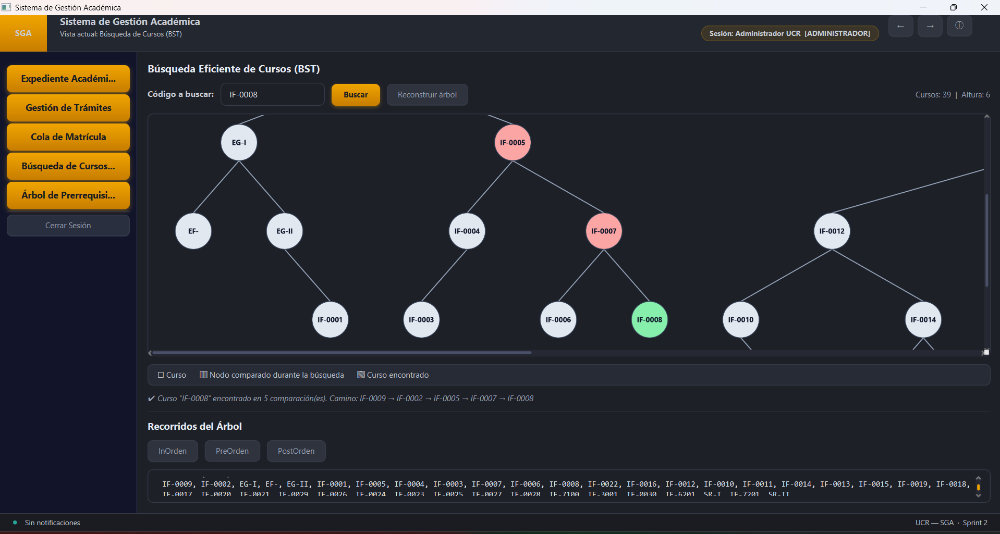 Sistema de Gestión Académica
SGA
Sistema de Gestión Académica
Vista actual: Búsqueda de Cursos (BST)
Sesión: Administrador UCR [ADMINISTRADOR]
← → ⓘ
Expediente Académi...
Gestión de Trámites
Cola de Matrícula
Búsqueda de Cursos...
Árbol de Prerrequisi...
Cerrar Sesión
Búsqueda Eficiente de Cursos (BST)
Código a buscar: IF-0008 Buscar Reconstruir árbol Cursos: 39 | Altura: 6
EG-I IF-0005
EF- EG-II IF-0004 IF-0007 IF-0012
IF-0001 IF-0003 IF-0006 IF-0008 IF-0010 IF-0014
Curso Nodo comparado durante la búsqueda Curso encontrado
✔ Curso "IF-0008" encontrado en 5 comparación(es). Camino: IF-0009 → IF-0002 → IF-0005 → IF-0007 → IF-0008
Recorridos del Árbol
InOrden PreOrden PostOrden
IF-0009, IF-0002, EG-I, EF-, EG-II, IF-0001, IF-0005, IF-0004, IF-0003, IF-0007, IF-0006, IF-0008, IF-0022, IF-0016, IF-0012, IF-0010, IF-0011, IF-0014, IF-0013, IF-0015, IF-0019, IF-0018,
IF-0017, IF-0020, IF-0021, IF-0029, IF-0026, IF-0024, IF-0023, IF-0025, IF-0027, IF-0028, IF-7100, IF-3001, IF-0030, IF-6201, SR-I, IF-7201, SR-II
Sin notificaciones
UCR — SGA · Sprint 2